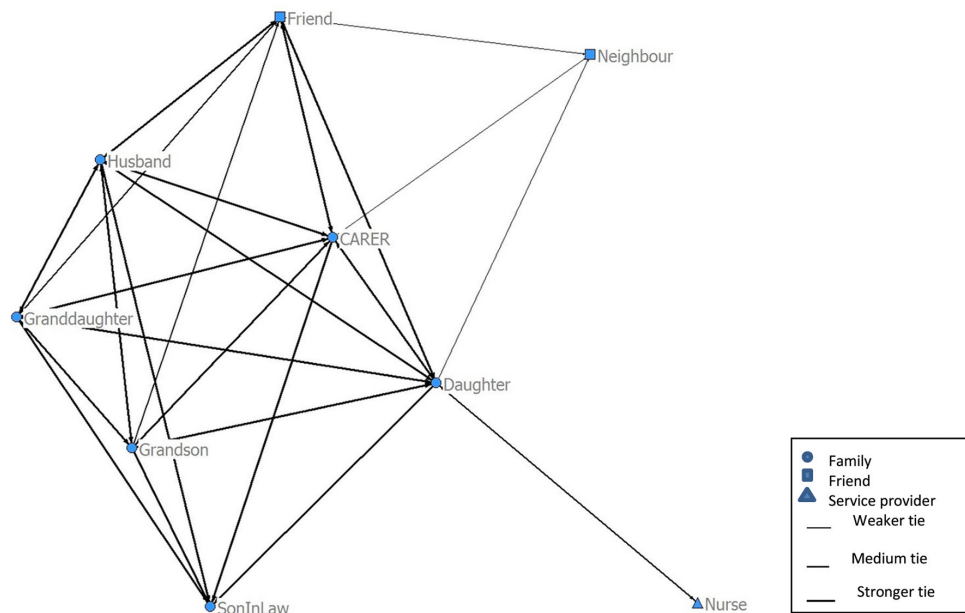 Friend
Neighbour
Husband
CARER
Granddaughter
Daughter
Grandson
SonInLaw
Nurse
Family
Friend
Service provider
Weaker tie
Medium tie
Stronger tie